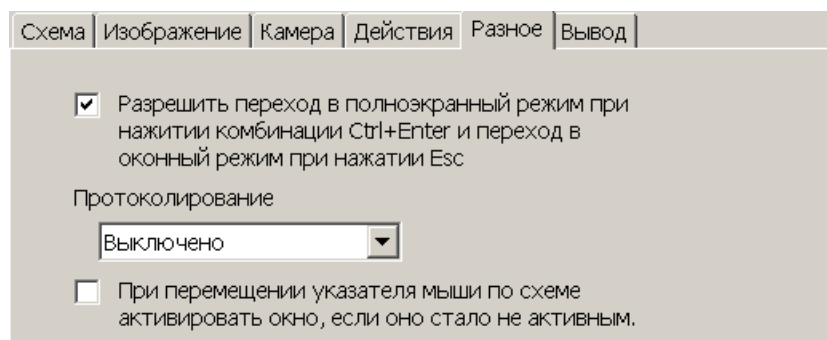 Схема Изображение Камера Действия Разное Вывод
Разрешить переход в полноэкранный режим при
нажитии комбинации Ctrl+Enter и переход в
оконный режим при нажатии Esc
Протоколирование
Выключено
При перемещении указателя мыши по схеме
активировать окно, если оно стало не активным.